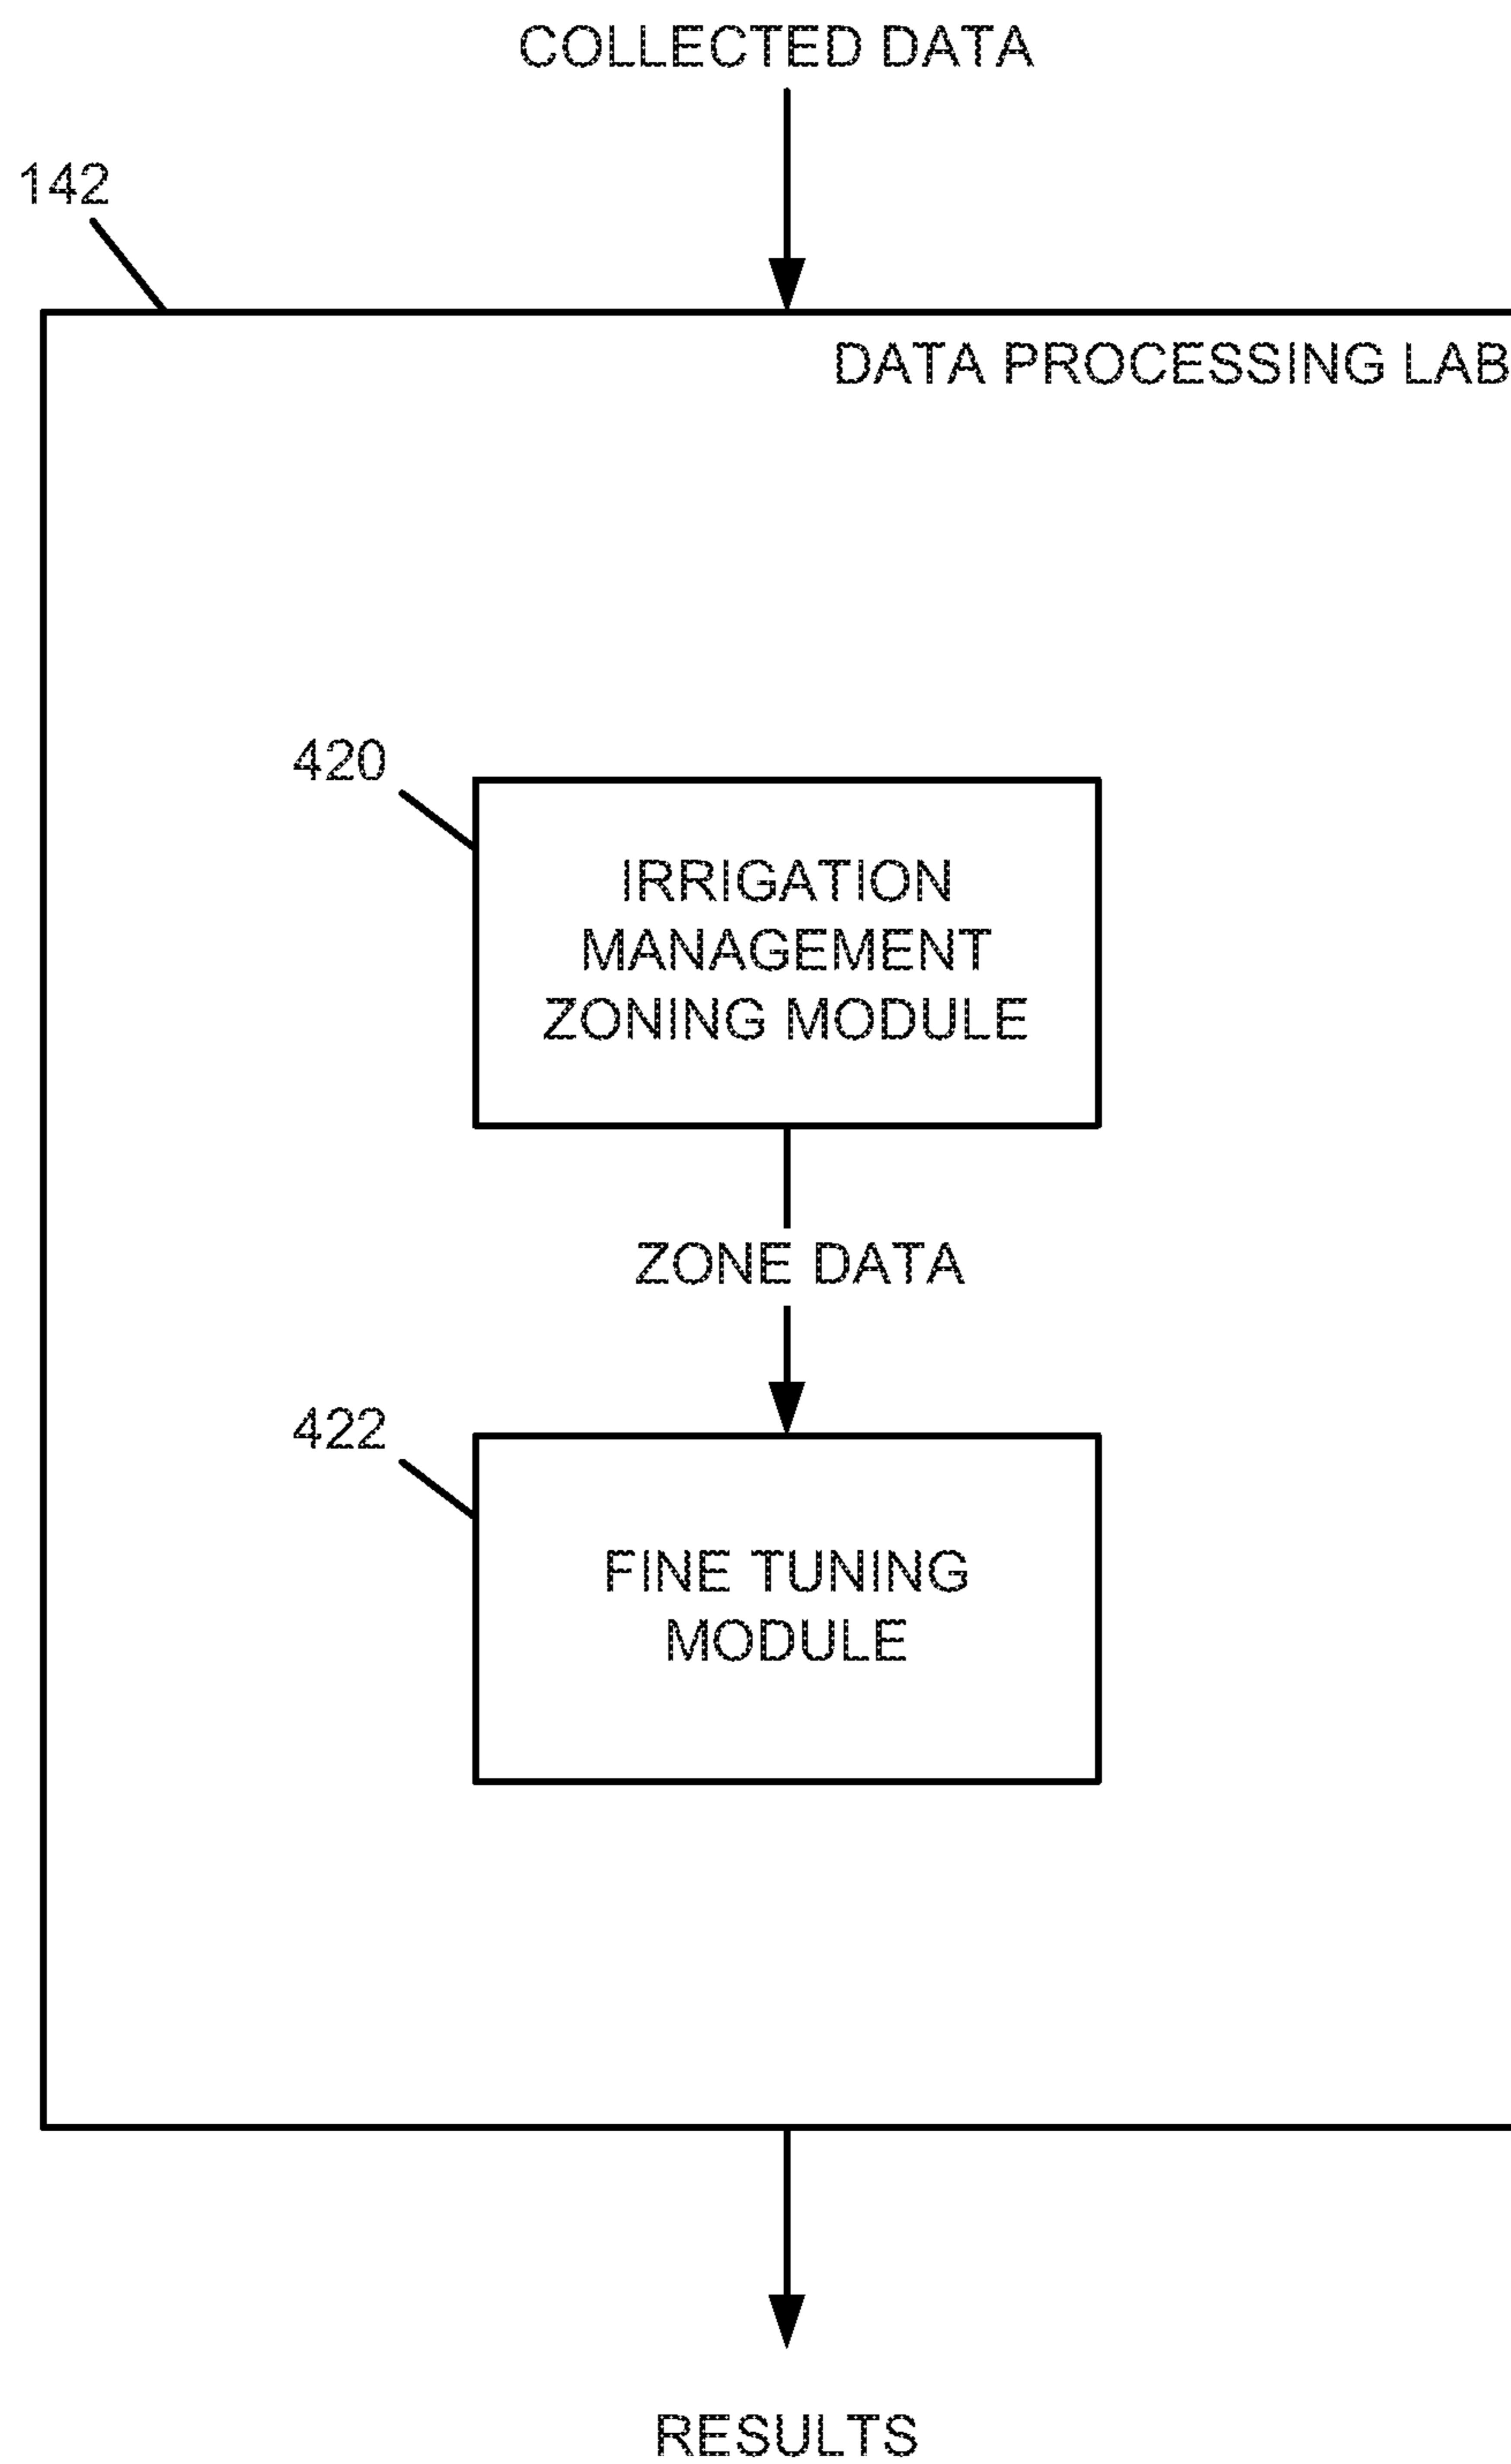 COLLECTED DATA
142
DATA PROCESSING LAB
420
IRRIGATION
MANAGEMENT
ZONING MODULE
ZONE DATA
422
FINE TUNING
MODULE
RESULTS